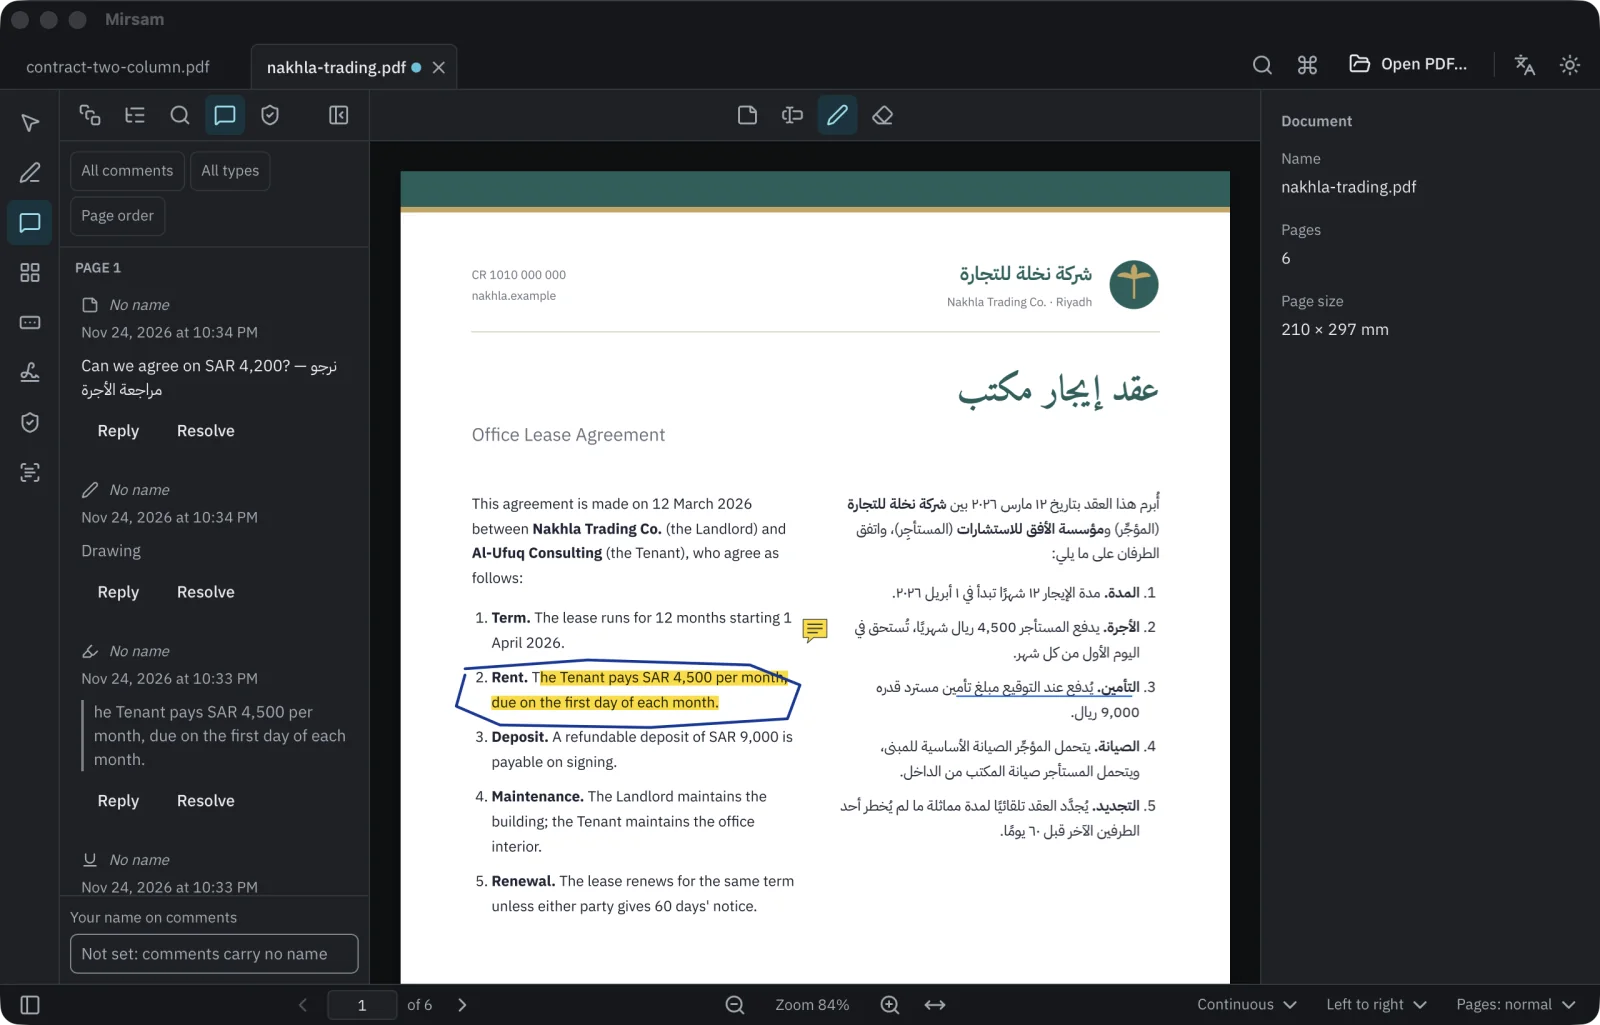 Mirsam
contract-two-column.pdf
nakhla-trading.pdf
Open PDF...
All comments
All types
Page order
PAGE 1
No name
Nov 24, 2026 at 10:34 PM
Can we agree on SAR 4,200? — نرجو
مراجعة الأجرة
Reply Resolve
No name
Nov 24, 2026 at 10:34 PM
Drawing
Reply Resolve
No name
Nov 24, 2026 at 10:33 PM
he Tenant pays SAR 4,500 per
month, due on the first day of each
month.
Reply Resolve
No name
Nov 24, 2026 at 10:33 PM
Your name on comments
Not set: comments carry no name
CR 1010 000 000
nakhla.example
شركة نخلة للتجارة
Nakhla Trading Co. · Riyadh
عقد إيجار مكتب
Office Lease Agreement
This agreement is made on 12 March 2026
between Nakhla Trading Co. (the Landlord) and
Al-Ufuq Consulting (the Tenant), who agree as
follows:
1. Term. The lease runs for 12 months starting 1
April 2026.
2. Rent. The Tenant pays SAR 4,500 per month,
due on the first day of each month.
3. Deposit. A refundable deposit of SAR 9,000 is
payable on signing.
4. Maintenance. The Landlord maintains the
building; the Tenant maintains the office
interior.
5. Renewal. The lease renews for the same term
unless either party gives 60 days' notice.
أُبرم هذا العقد بتاريخ ١٢ مارس ٢٠٢٦ بين شركة نخلة للتجارة
(المؤجِّر) ومؤسسة الأفق للاستشارات (المستأجِر)، واتفق
الطرفان على ما يلي:
1. المدة. مدة الإيجار ١٢ شهرًا تبدأ في ١ أبريل ٢٠٢٦.
2. الأجرة. يدفع المستأجر 4,500 ريال شهريًا، تُستحق في
اليوم الأول من كل شهر.
3. التأمين. يُدفع عند التوقيع مبلغ تأمين مسترد قدره
9,000 ريال.
4. الصيانة. يتحمل المؤجِّر الصيانة الأساسية للمبنى،
ويتحمل المستأجر صيانة المكتب من الداخل.
5. التجديد. يُجدَّد العقد تلقائيًا لمدة مماثلة ما لم يُخطر أحد
الطرفين الآخر قبل ٦٠ يومًا.
Document
Name
nakhla-trading.pdf
Pages
6
Page size
210 × 297 mm
1 of 6
Zoom 84%
Continuous
Left to right
Pages: normal